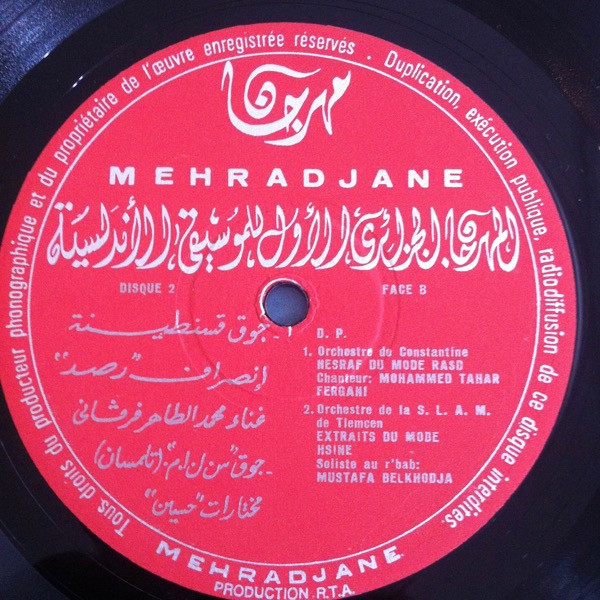 Tous droits du producteur phonographique et du propriétaire de l'œuvre enregistrée réservés · Duplication, exécution publique, radiodiffusion de ce disque interdites.
مهرجان
MEHRADJANE
المهرجان الجزائري الأول للموسيقى الأندلسية
DISQUE 2
FACE B
D. P.
1. Orchestre de Constantine
NESRAF DU MODE RASD
Chanteur: MOHAMMED TAHAR
FERGANI
2. Orchestre de la S. L. A. M.
de Tlemcen
EXTRAITS DU MODE
HSINE
Soliste au r'bab:
MUSTAFA BELKHODJA
1 - جوق قسنطينة
إنصراف "رصد"
غناء محمد الطاهر فرقاني
- جوق "س ل ا م" (تلمسان)
مختارات "حسين"
MEHRADJANE
PRODUCTION R.T.A.